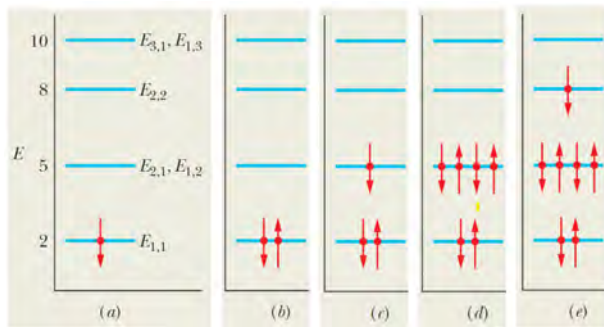 10
E3,1, E1,3
8
E2,2
E
5
E2,1, E1,2
2
E1,1
(a)
(b)
(c)
(d)
(e)